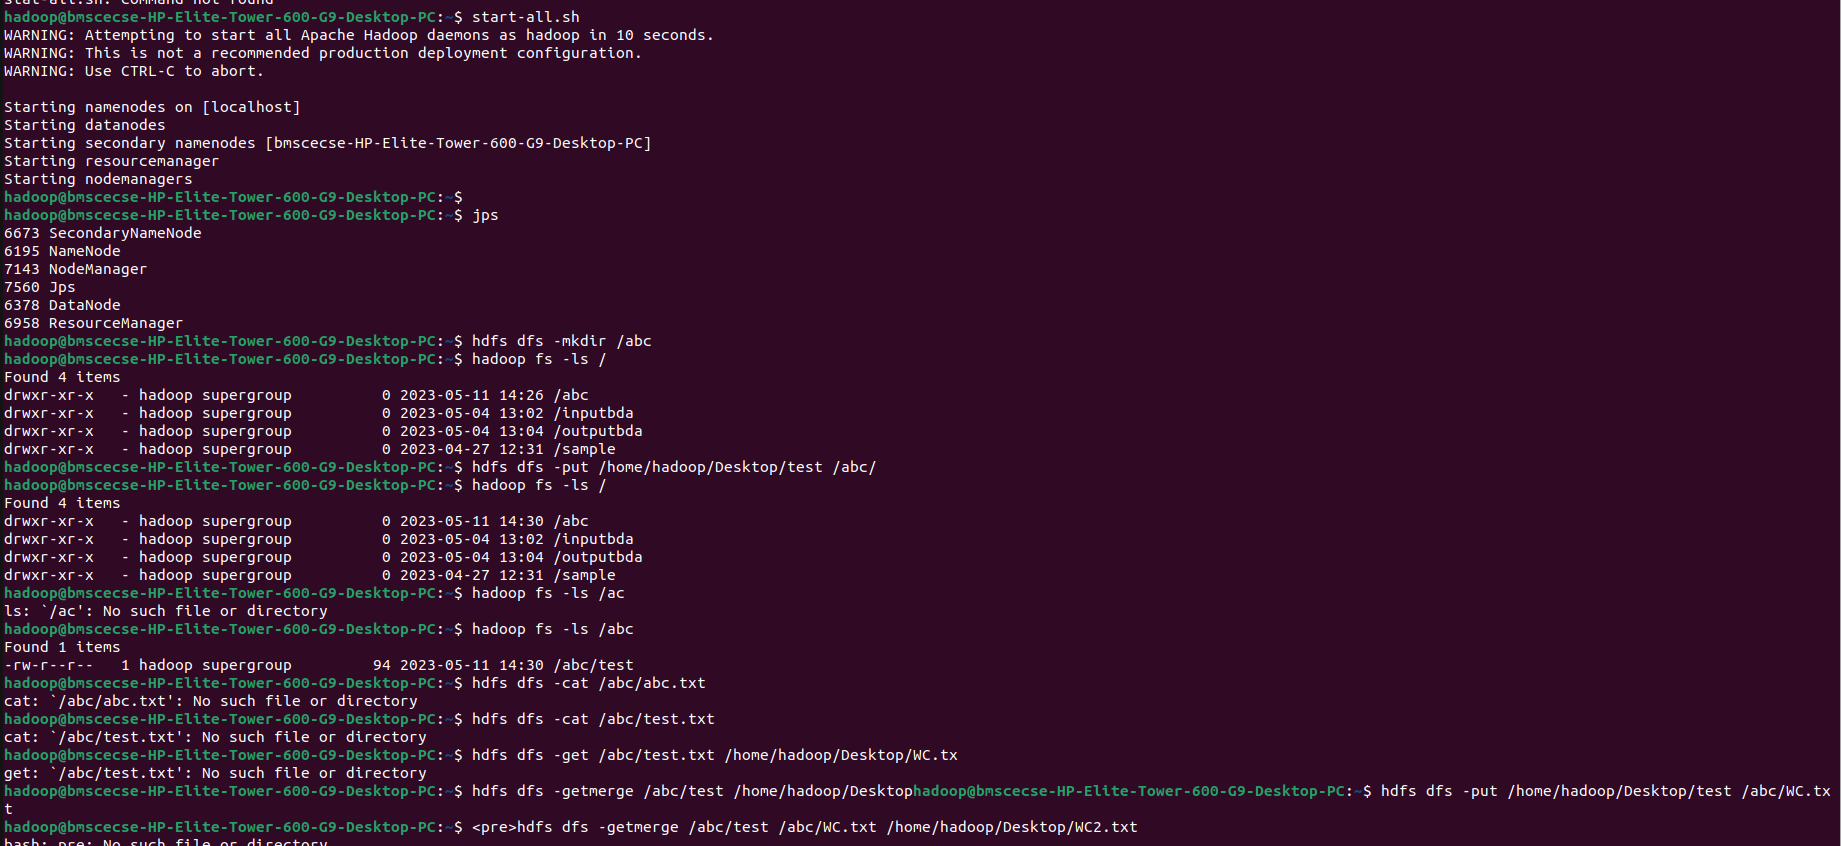 stat-all.sh: command not found
hadoop@bmscecse-HP-Elite-Tower-600-G9-Desktop-PC:~$ start-all.sh
WARNING: Attempting to start all Apache Hadoop daemons as hadoop in 10 seconds.
WARNING: This is not a recommended production deployment configuration.
WARNING: Use CTRL-C to abort.
Starting namenodes on [localhost]
Starting datanodes
Starting secondary namenodes [bmscecse-HP-Elite-Tower-600-G9-Desktop-PC]
Starting resourcemanager
Starting nodemanagers
hadoop@bmscecse-HP-Elite-Tower-600-G9-Desktop-PC:~$
hadoop@bmscecse-HP-Elite-Tower-600-G9-Desktop-PC:~$ jps
6673 SecondaryNameNode
6195 NameNode
7143 NodeManager
7560 Jps
6378 DataNode
6958 ResourceManager
hadoop@bmscecse-HP-Elite-Tower-600-G9-Desktop-PC:~$ hdfs dfs -mkdir /abc
hadoop@bmscecse-HP-Elite-Tower-600-G9-Desktop-PC:~$ hadoop fs -ls /
Found 4 items
drwxr-xr-x   - hadoop supergroup          0 2023-05-11 14:26 /abc
drwxr-xr-x   - hadoop supergroup          0 2023-05-04 13:02 /inputbda
drwxr-xr-x   - hadoop supergroup          0 2023-05-04 13:04 /outputbda
drwxr-xr-x   - hadoop supergroup          0 2023-04-27 12:31 /sample
hadoop@bmscecse-HP-Elite-Tower-600-G9-Desktop-PC:~$ hdfs dfs -put /home/hadoop/Desktop/test /abc/
hadoop@bmscecse-HP-Elite-Tower-600-G9-Desktop-PC:~$ hadoop fs -ls /
Found 4 items
drwxr-xr-x   - hadoop supergroup          0 2023-05-11 14:30 /abc
drwxr-xr-x   - hadoop supergroup          0 2023-05-04 13:02 /inputbda
drwxr-xr-x   - hadoop supergroup          0 2023-05-04 13:04 /outputbda
drwxr-xr-x   - hadoop supergroup          0 2023-04-27 12:31 /sample
hadoop@bmscecse-HP-Elite-Tower-600-G9-Desktop-PC:~$ hadoop fs -ls /ac
ls: `/ac': No such file or directory
hadoop@bmscecse-HP-Elite-Tower-600-G9-Desktop-PC:~$ hadoop fs -ls /abc
Found 1 items
-rw-r--r--   1 hadoop supergroup         94 2023-05-11 14:30 /abc/test
hadoop@bmscecse-HP-Elite-Tower-600-G9-Desktop-PC:~$ hdfs dfs -cat /abc/abc.txt
cat: `/abc/abc.txt': No such file or directory
hadoop@bmscecse-HP-Elite-Tower-600-G9-Desktop-PC:~$ hdfs dfs -cat /abc/test.txt
cat: `/abc/test.txt': No such file or directory
hadoop@bmscecse-HP-Elite-Tower-600-G9-Desktop-PC:~$ hdfs dfs -get /abc/test.txt /home/hadoop/Desktop/WC.tx
get: `/abc/test.txt': No such file or directory
hadoop@bmscecse-HP-Elite-Tower-600-G9-Desktop-PC:~$ hdfs dfs -getmerge /abc/test /home/hadoop/Desktophadoop@bmscecse-HP-Elite-Tower-600-G9-Desktop-PC:~$ hdfs dfs -put /home/hadoop/Desktop/test /abc/WC.tx
t
hadoop@bmscecse-HP-Elite-Tower-600-G9-Desktop-PC:~$ <pre>hdfs dfs -getmerge /abc/test /abc/WC.txt /home/hadoop/Desktop/WC2.txt
bash: pre: No such file or directory